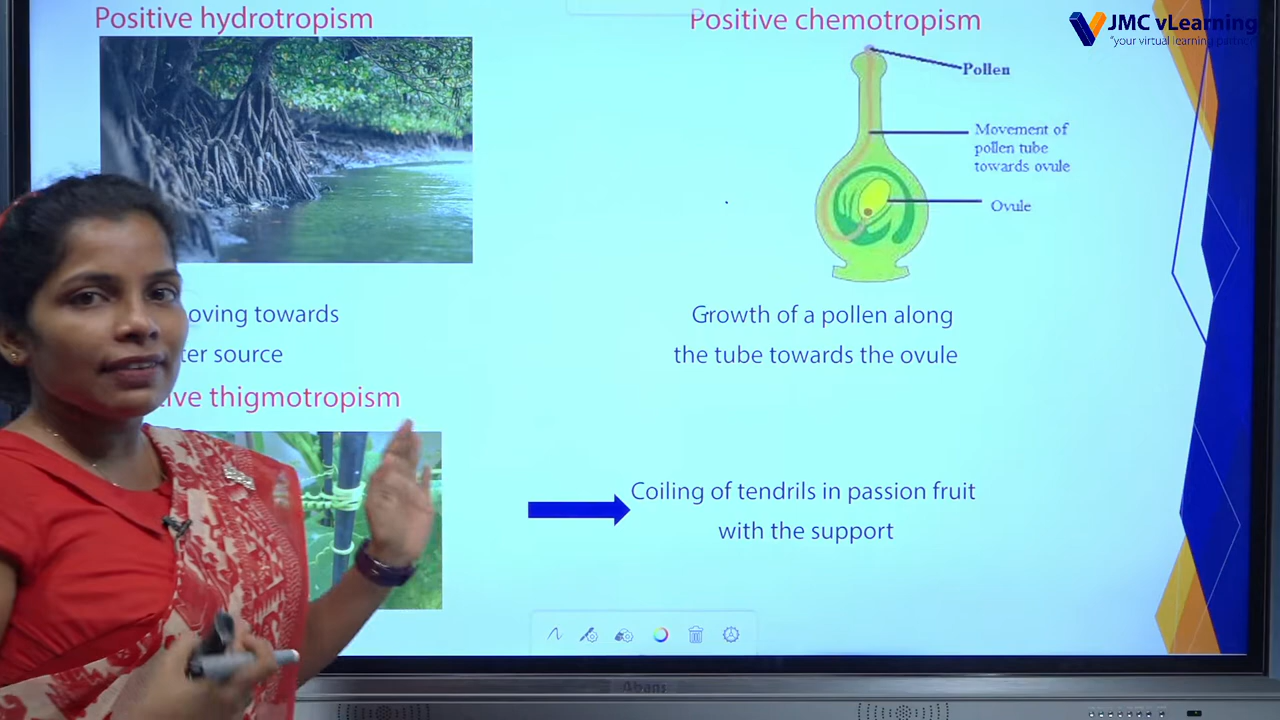 Positive hydrotropism
Positive chemotropism
JMC vLearning
"your virtual learning partner"
Pollen
Movement of
pollen tube
towards ovule
Ovule
oving towards
ter source
Growth of a pollen along
the tube towards the ovule
ive thigmotropism
Coiling of tendrils in passion fruit
with the support
Abans